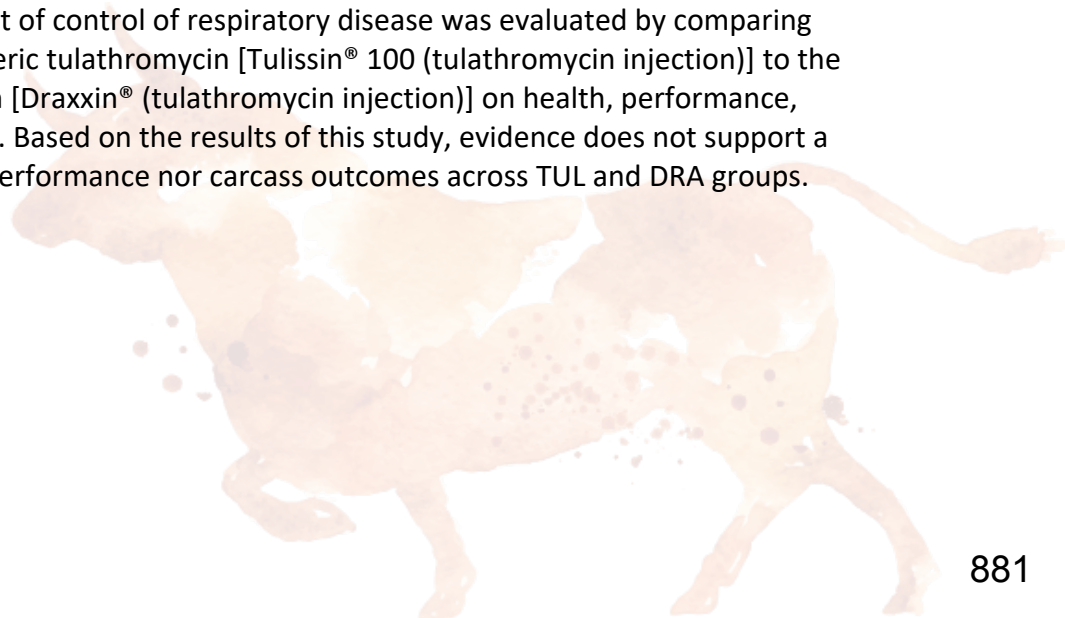 t of control of respiratory disease was evaluated by comparing
eric tulathromycin [Tulissin® 100 (tulathromycin injection)] to the
[Draxxin® (tulathromycin injection)] on health, performance,
. Based on the results of this study, evidence does not support a
erformance nor carcass outcomes across TUL and DRA groups.
881